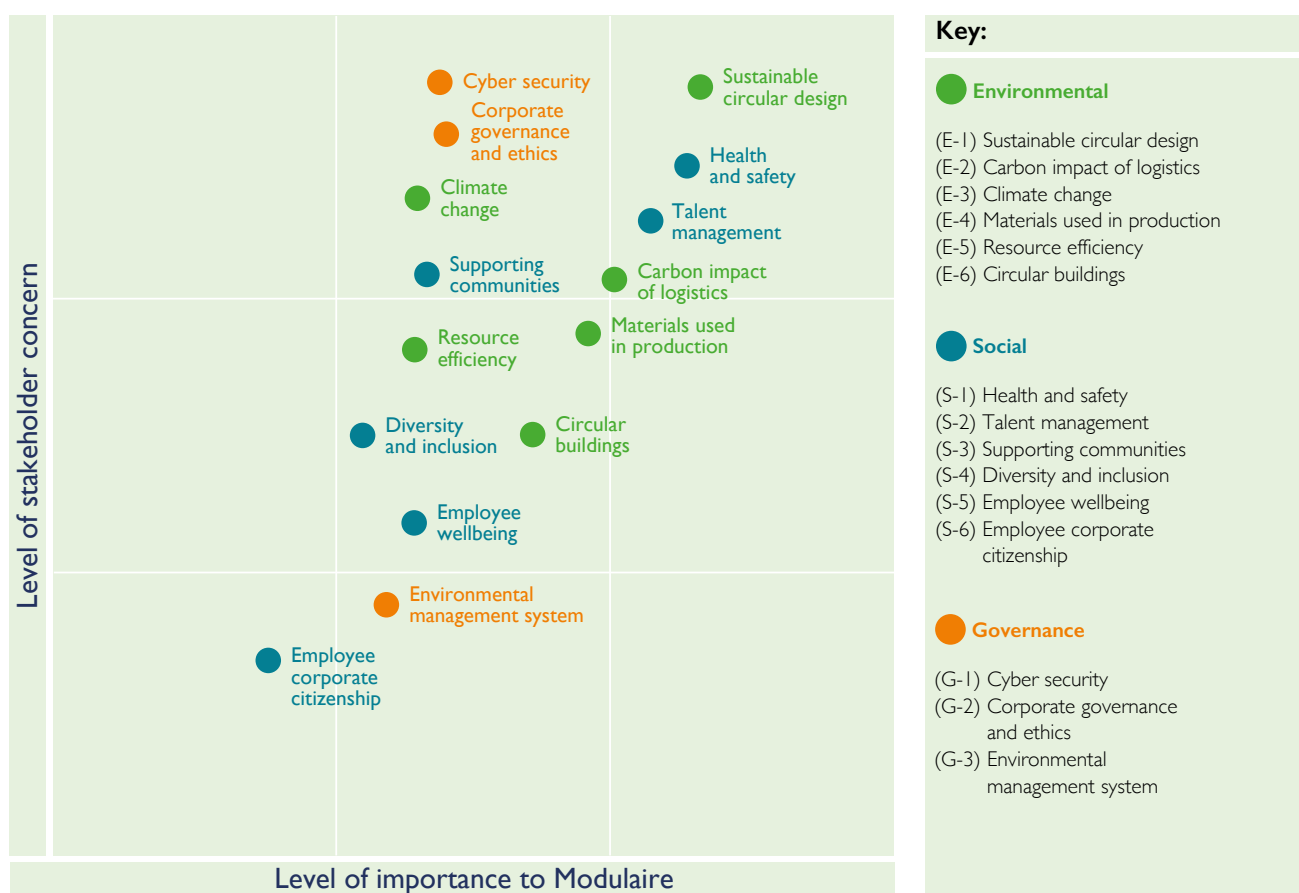 Level of stakeholder concern
Cyber security
Corporate
governance
and ethics
Climate
change
Supporting
communities
Resource
efficiency
Diversity
and inclusion
Employee
wellbeing
Environmental
management system
Employee
corporate
citizenship
Sustainable
circular design
Health
and safety
Talent
management
Carbon impact
of logistics
Materials used
in production
Circular
buildings
Level of importance to Modulaire
Key:
Environmental
(E-1) Sustainable circular design
(E-2) Carbon impact of logistics
(E-3) Climate change
(E-4) Materials used in production
(E-5) Resource efficiency
(E-6) Circular buildings
Social
(S-1) Health and safety
(S-2) Talent management
(S-3) Supporting communities
(S-4) Diversity and inclusion
(S-5) Employee wellbeing
(S-6) Employee corporate
citizenship
Governance
(G-1) Cyber security
(G-2) Corporate governance
and ethics
(G-3) Environmental
management system